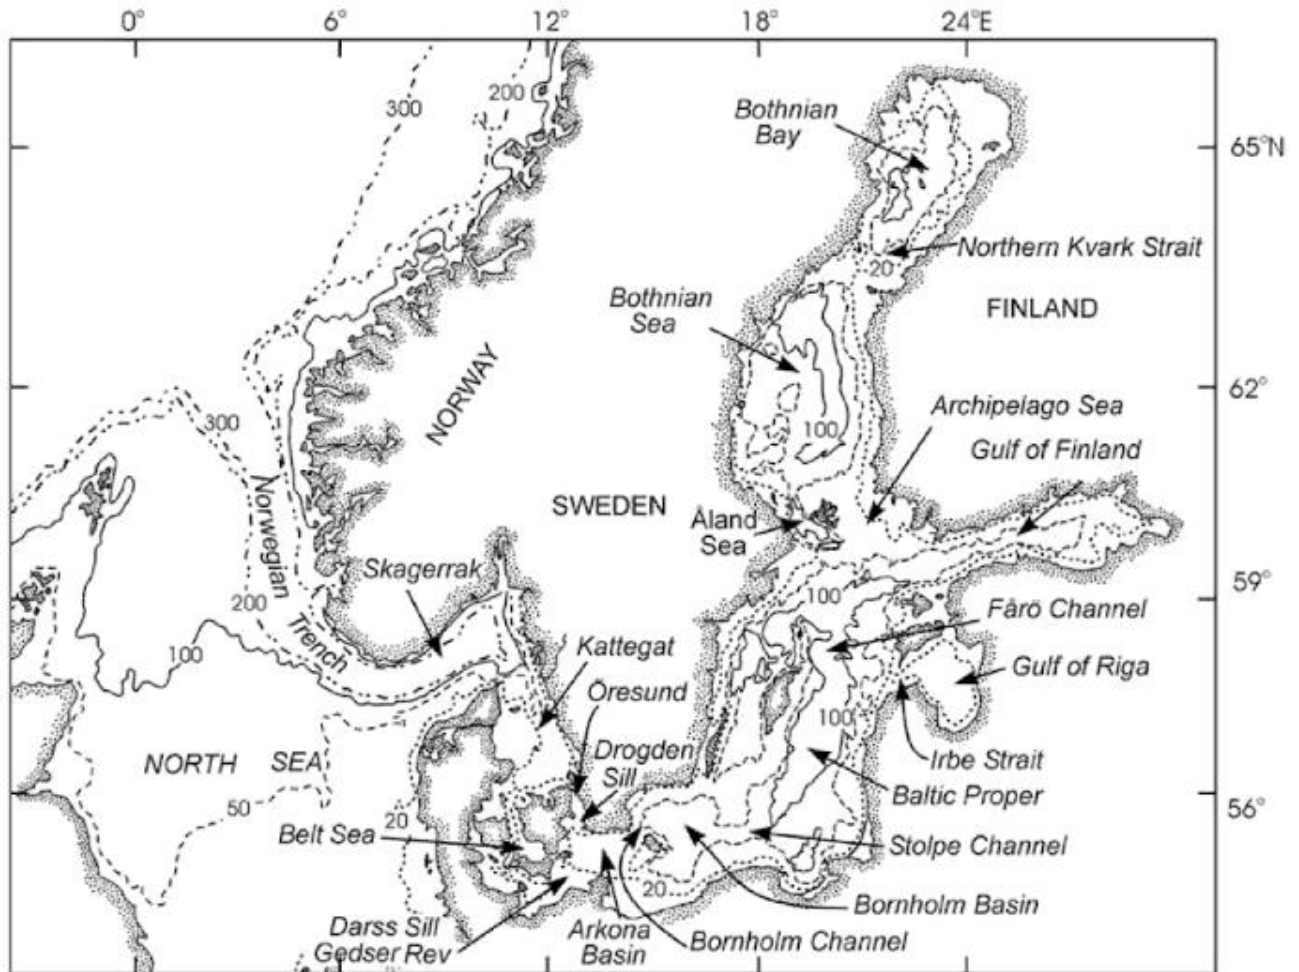 0° 6° 12° 18° 24°E
300
200
Bothnian
Bay
65°N
Northern Kvark Strait
20
Bothnian
Sea
FINLAND
NORWAY
62°
Archipelago Sea
300
100
Gulf of Finland
Norwegian
Trench
SWEDEN
Åland
Sea
Skagerrak
59°
200
100
Fårö Channel
Kattegat
100
Gulf of Riga
Öresund
100
Drogden
Sill
NORTH SEA
Irbe Strait
Baltic Proper
50
56°
20
Belt Sea
Stolpe Channel
20
Bornholm Basin
Darss Sill
Gedser Rev
Arkona
Basin
Bornholm Channel